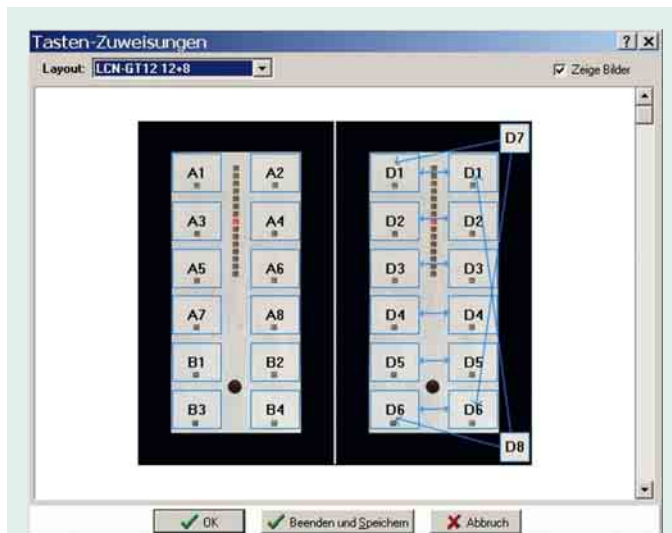 Tasten-Zuweisungen
Layout: LCN-GT12 12+8
Zeige Bilder
D7
A1 A2 D1 D1
A3 A4 D2 D2
A5 A6 D3 D3
A7 A8 D4 D4
B1 B2 D5 D5
B3 B4 D6 D6
D8
OK Beenden und Speichern Abbruch